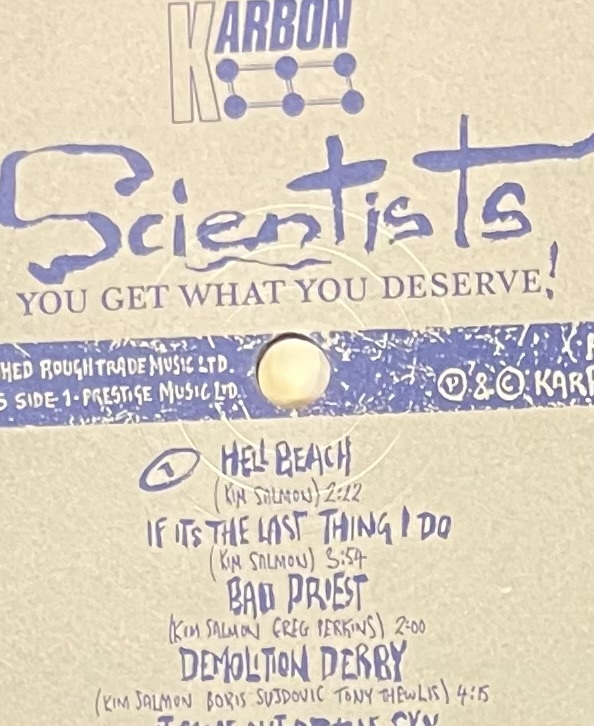 KARBON
Scientists
YOU GET WHAT YOU DESERVE!
HED ROUGH TRADE MUSIC LTD.
S SIDE 1 - PRESTIGE MUSIC LTD.
Ⓟ & Ⓒ KAR
1 HELL BEACH
(KIM SALMON) 2:22
IF ITS THE LAST THING I DO
(KIM SALMON) 3:54
BAD PRIEST
(KIM SALMON GREG PERKINS) 2:00
DEMOLITION DERBY
(KIM SALMON BORIS SUJDOVIC TONY THEWLIS) 4:15